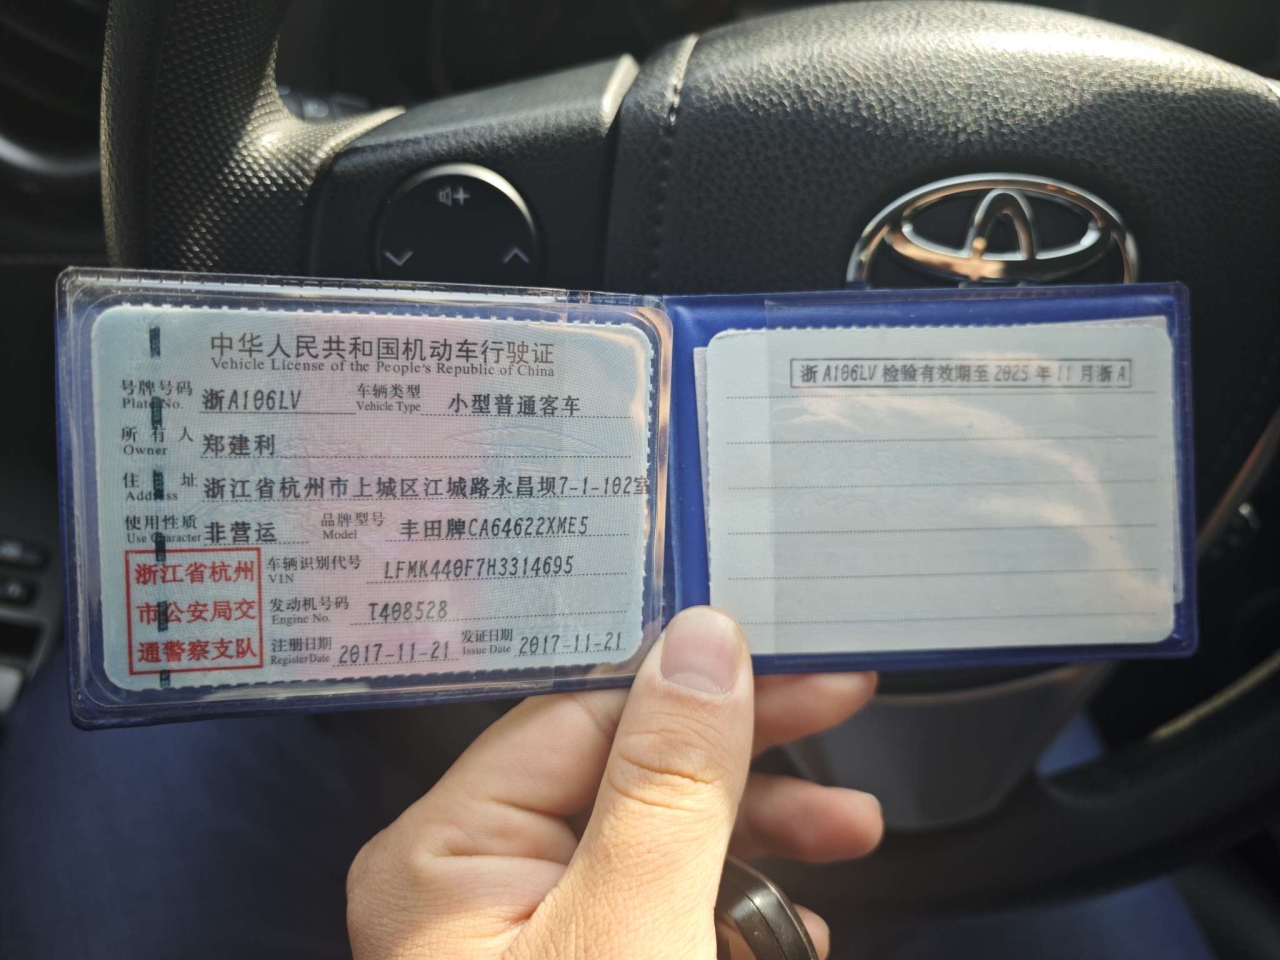 中华人民共和国机动车行驶证
Vehicle License of the People's Republic of China
号牌号码 浙A106LV 车辆类型 小型普通客车
Plate No. Vehicle Type
所有人 郑建利
Owner
住址 浙江省杭州市上城区江城路永昌坝7-1-102室
Address
使用性质 非营运 品牌型号 丰田牌CA64622XME5
Use Character Model
浙江省杭州
市公安局交
通警察支队
车辆识别代号 LFMK440F7H3314695
VIN
发动机号码 T408528
Engine No.
注册日期 2017-11-21 发证日期 2017-11-21
Register Date Issue Date
浙A106LV检验有效期至2025年11月浙A